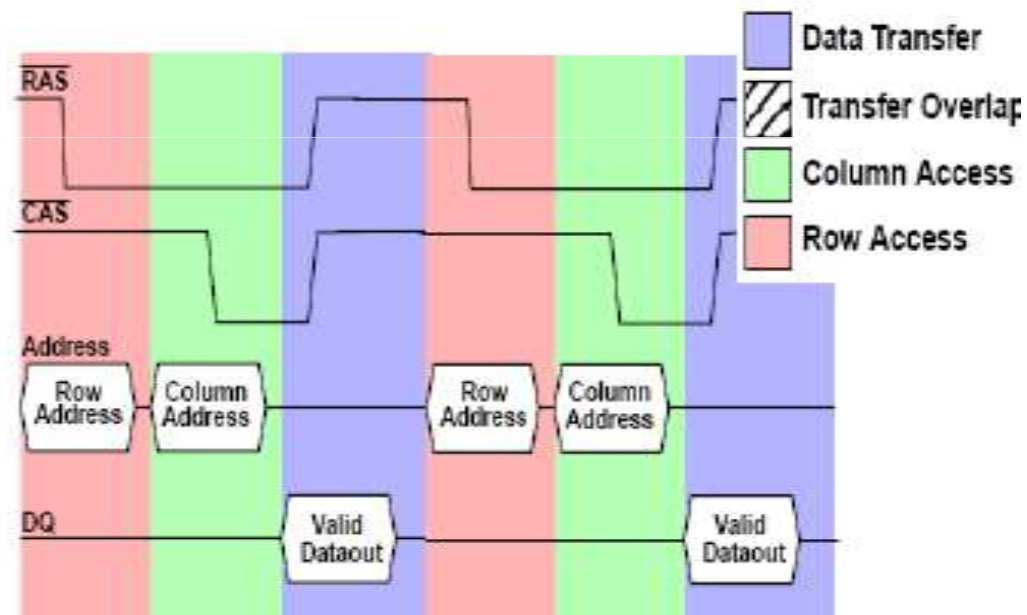 Data Transfer
Transfer Overlap
Column Access
Row Access
RAS
CAS
Address
Row
Address
Column
Address
Row
Address
Column
Address
DQ
Valid
Dataout
Valid
Dataout